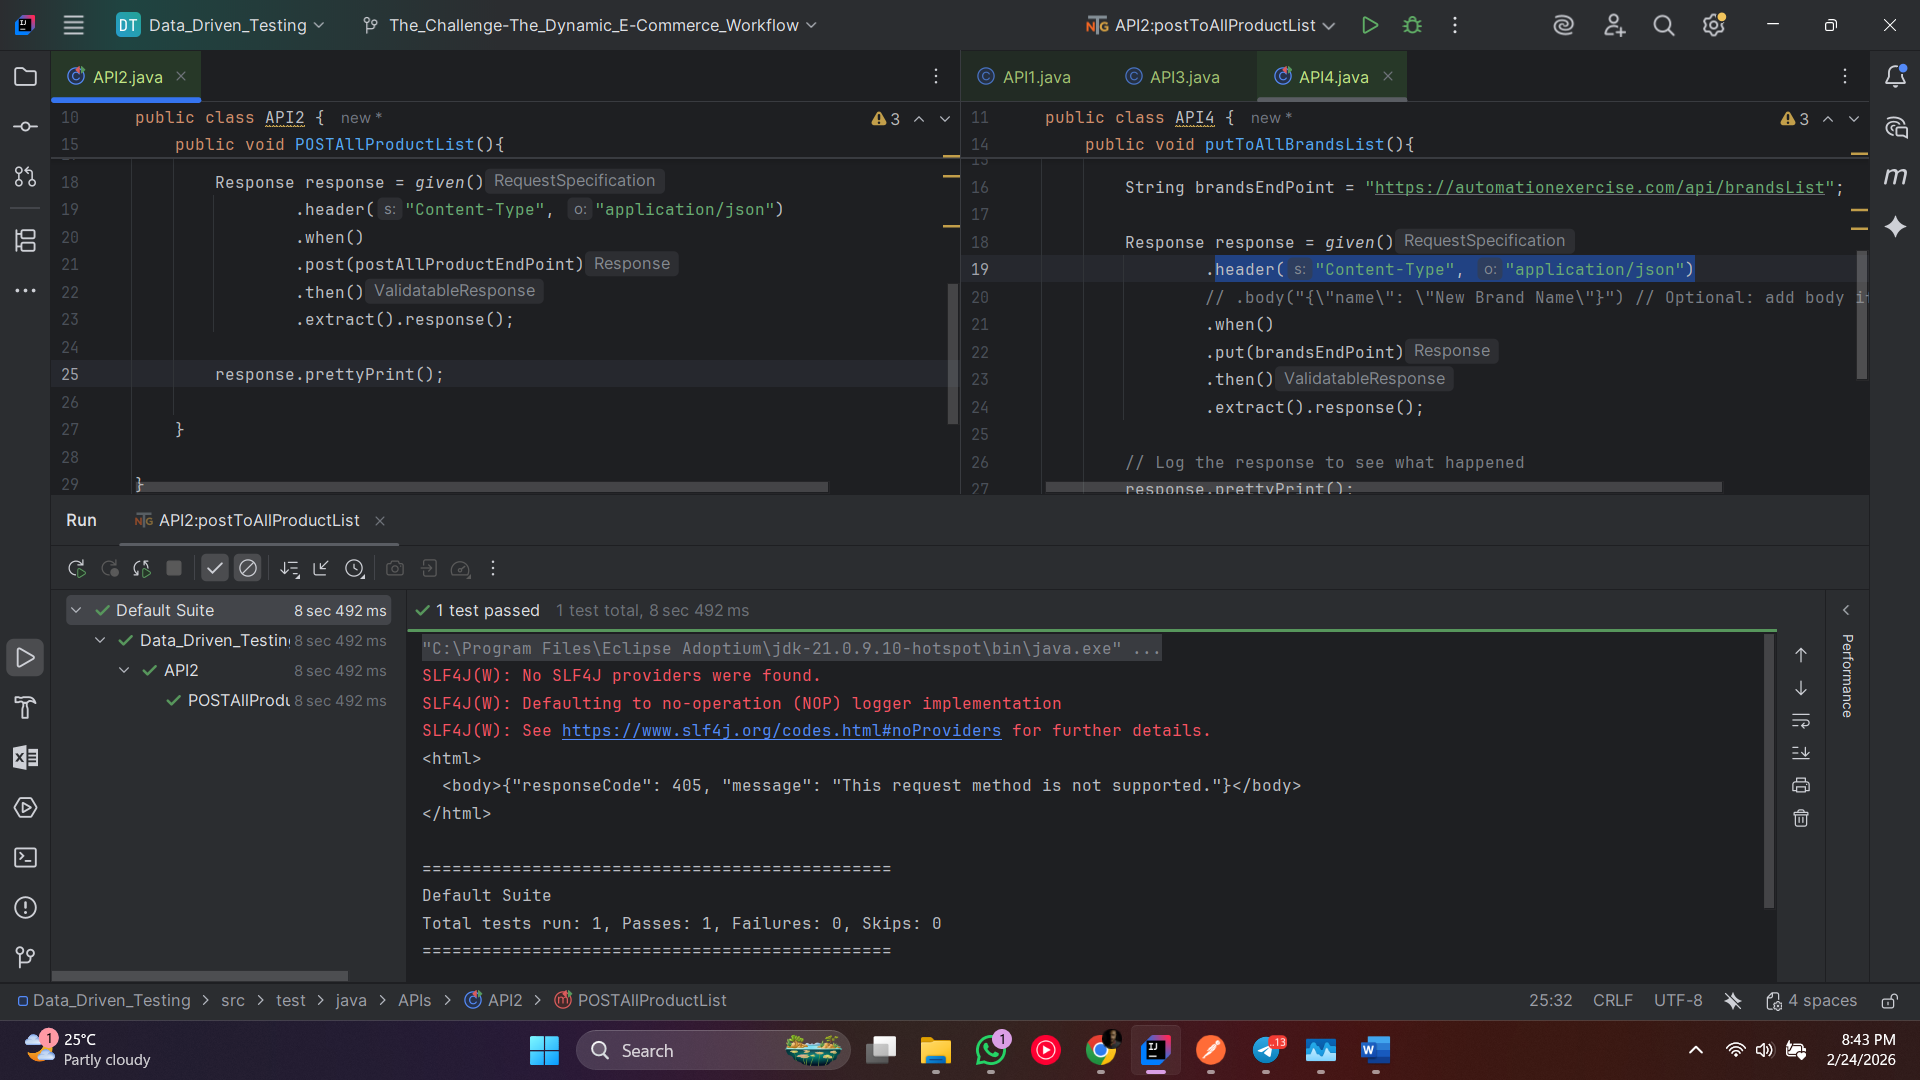 DT Data_Driven_Testing The_Challenge-The_Dynamic_E-Commerce_Workflow API2:postToAllProductList
API2.java
10 public class API2 { new *
3
15 public void POSTAllProductList(){
18 Response response = given() RequestSpecification
19 .header( s: "Content-Type", o: "application/json")
20 .when()
21 .post(postAllProductEndPoint) Response
22 .then() ValidatableResponse
23 .extract().response();
24
25 response.prettyPrint();
26
27 }
28
29 }
API1.java API3.java API4.java
11 public class API4 { new *
3
14 public void putToAllBrandsList(){
15
16 String brandsEndPoint = "https://automationexercise.com/api/brandsList";
17
18 Response response = given() RequestSpecification
19 .header( s: "Content-Type", o: "application/json")
20 // .body("{\"name\": \"New Brand Name\"}") // Optional: add body i
21 .when()
22 .put(brandsEndPoint) Response
23 .then() ValidatableResponse
24 .extract().response();
25
26 // Log the response to see what happened
27 response.prettyPrint();
m
Run API2:postToAllProductList
Default Suite 8 sec 492 ms
Data_Driven_Testin 8 sec 492 ms
API2 8 sec 492 ms
POSTAllProdu 8 sec 492 ms
1 test passed 1 test total, 8 sec 492 ms
"C:\Program Files\Eclipse Adoptium\jdk-21.0.9.10-hotspot\bin\java.exe" ...
SLF4J(W): No SLF4J providers were found.
SLF4J(W): Defaulting to no-operation (NOP) logger implementation
SLF4J(W): See https://www.slf4j.org/codes.html#noProviders for further details.
<html>
<body>{"responseCode": 405, "message": "This request method is not supported."}</body>
</html>
===============================================
Default Suite
Total tests run: 1, Passes: 1, Failures: 0, Skips: 0
===============================================
Performance
Data_Driven_Testing > src > test > java > APIs > API2 > POSTAllProductList
25:32 CRLF UTF-8 4 spaces
1
25°C
Partly cloudy
Search
1
13
8:43 PM
2/24/2026